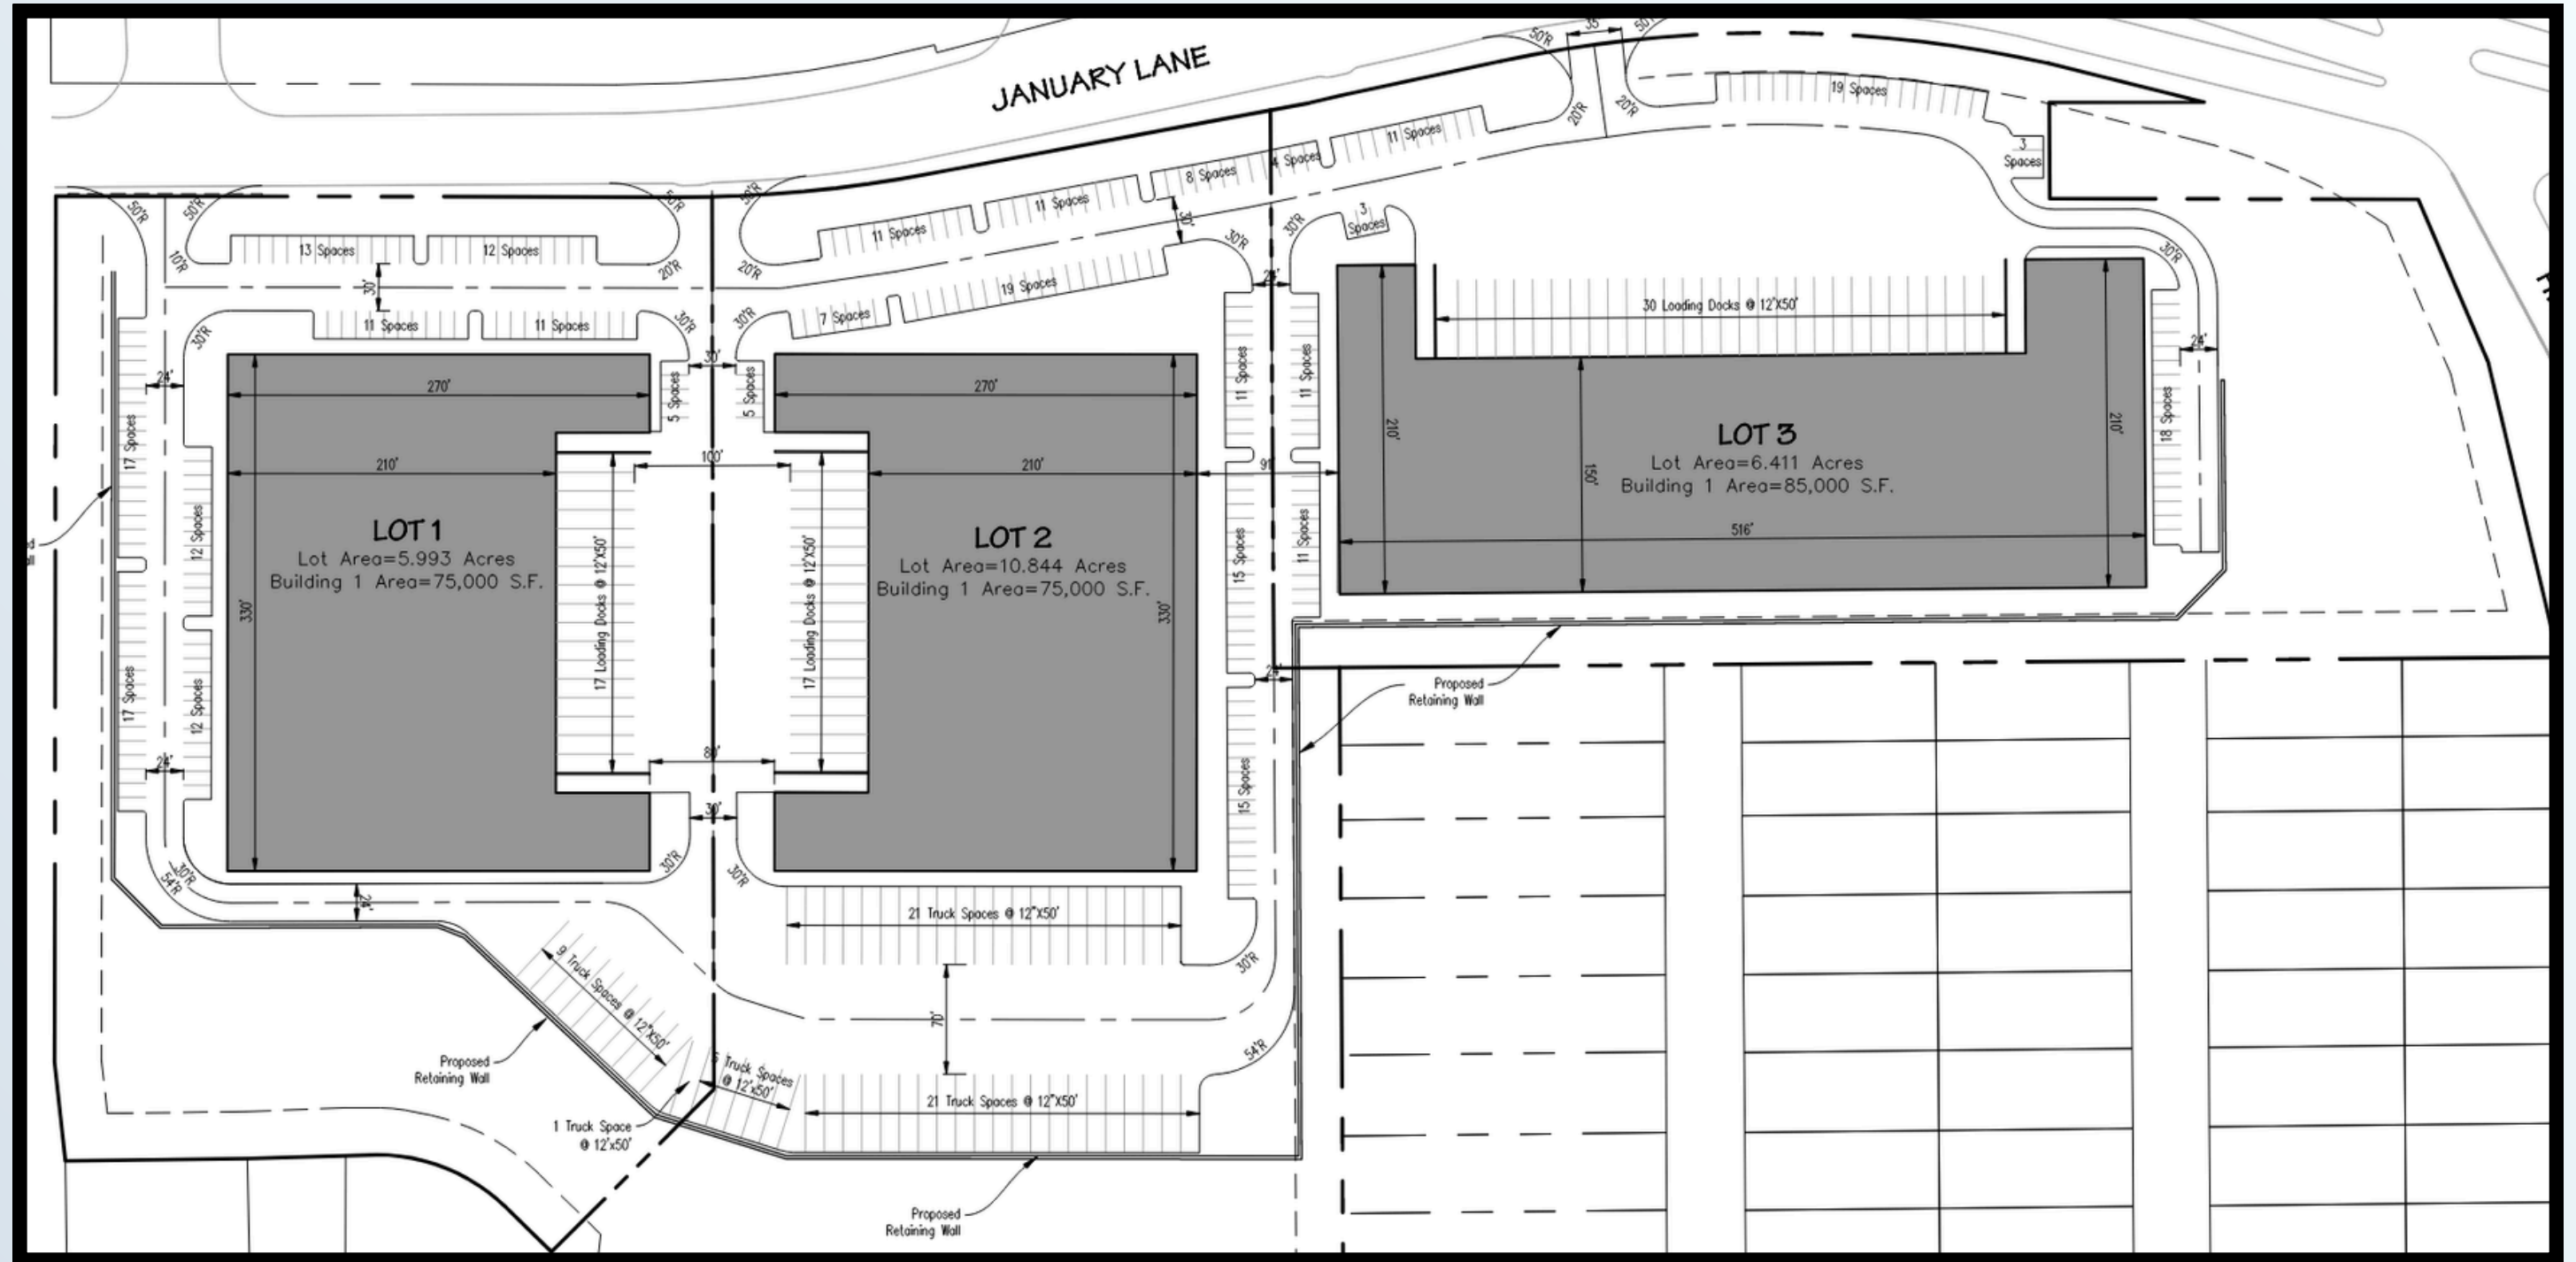 JANUARY LANE
50'R
35'
50'R
20'R
20'R
19 Spaces
3
Spaces
11 Spaces
4 Spaces
8 Spaces
11 Spaces
11 Spaces
30'
50'R
50'R
50'R
50'R
10'R
13 Spaces
12 Spaces
20'R
20'R
30'
30'R
11 Spaces
11 Spaces
30'R
30'R
7 Spaces
19 Spaces
30'R
30'R
3
Spaces
24'
30'R
24'
30 Loading Docks @ 12'X50'
24'
17 Spaces
12 Spaces
17 Spaces
12 Spaces
24'
270'
210'
330'
LOT 1
Lot Area=5.993 Acres
Building 1 Area=75,000 S.F.
30'
5 Spaces
5 Spaces
100'
17 Loading Docks @ 12'X50'
17 Loading Docks @ 12'X50'
80'
30'
270'
210'
330'
LOT 2
Lot Area=10.844 Acres
Building 1 Area=75,000 S.F.
11 Spaces
11 Spaces
91'
15 Spaces
11 Spaces
24'
15 Spaces
210'
150'
210'
516'
LOT 3
Lot Area=6.411 Acres
Building 1 Area=85,000 S.F.
18 Spaces
Proposed
Retaining Wall
54'R
30'R
24'
30'R
30'R
21 Truck Spaces @ 12"X50'
30'R
9 Truck Spaces @ 12"X50'
70'
54'R
Proposed
Retaining Wall
Truck Spaces
@ 12'x50'
21 Truck Spaces @ 12"X50'
1 Truck Space
@ 12'x50'
Proposed
Retaining Wall